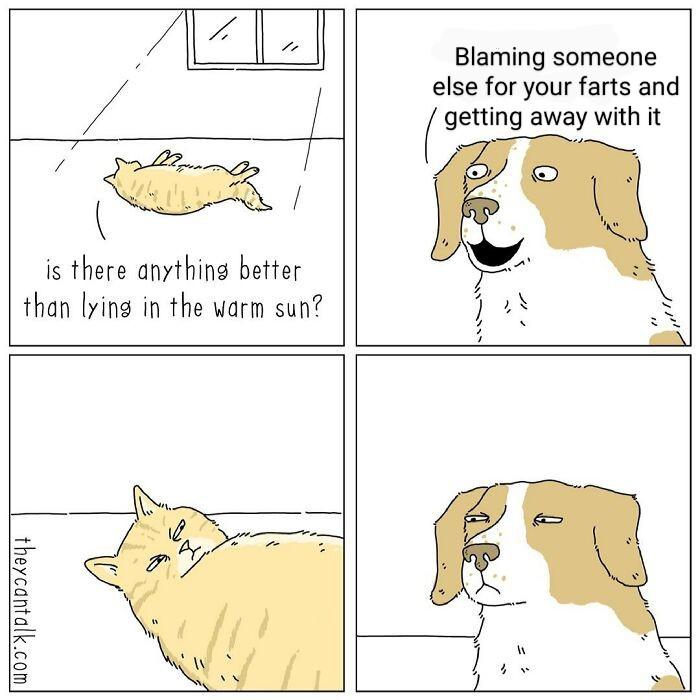 Blaming someone
else for your farts and
getting away with it
is there anything better
than lying in the warm sun?
theycantalk.com